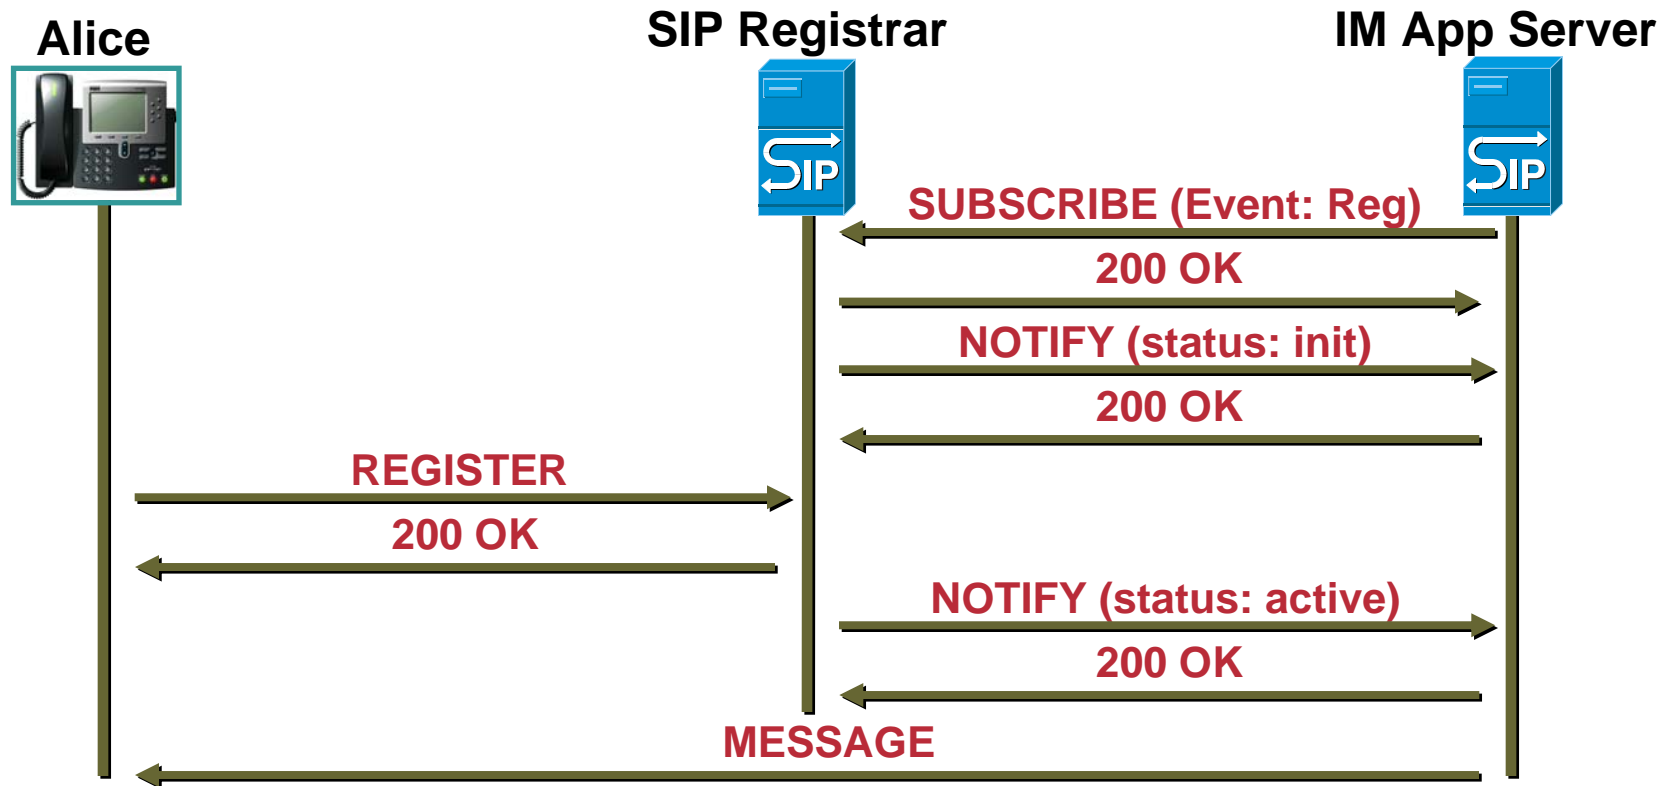 Alice
SIP Registrar
IM App Server
SIP
SIP
SUBSCRIBE (Event: Reg)
200 OK
NOTIFY (status: init)
200 OK
REGISTER
200 OK
NOTIFY (status: active)
200 OK
MESSAGE